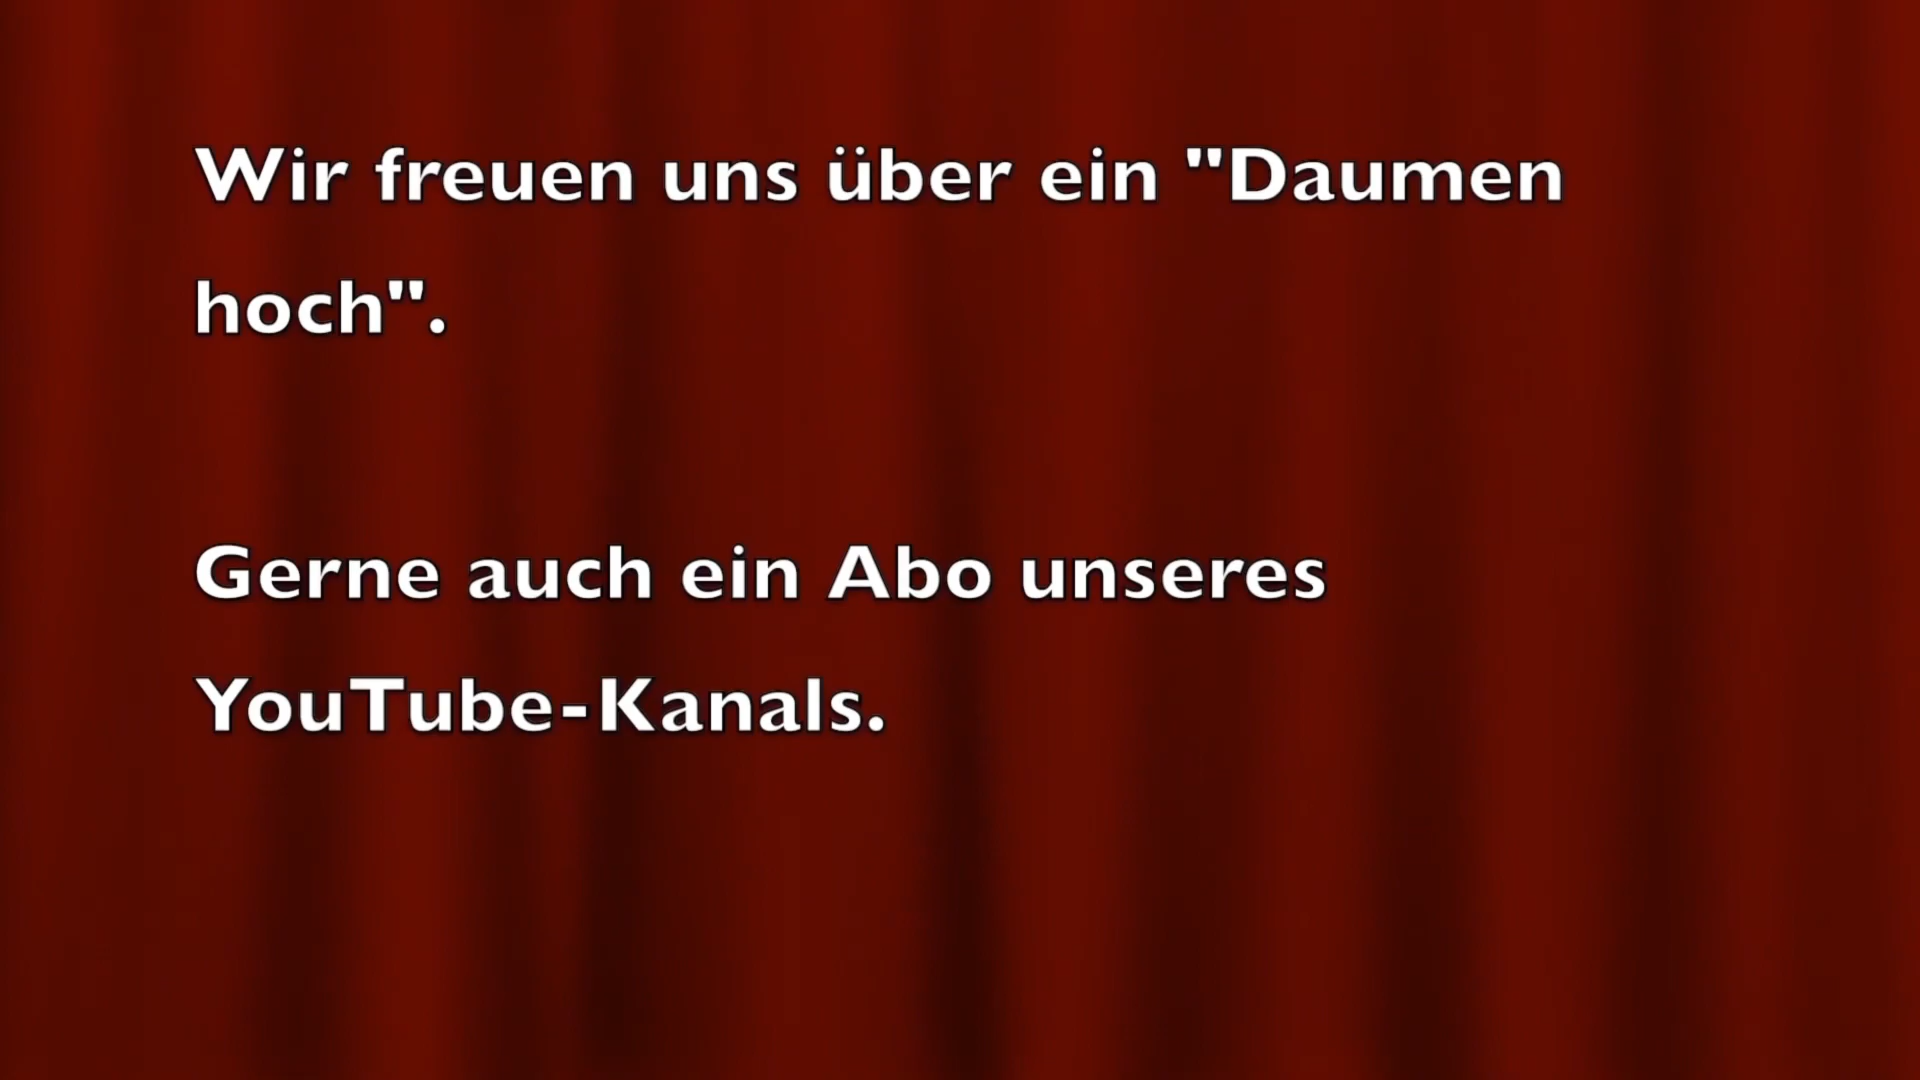 Wir freuen uns über ein "Daumen
hoch".
Gerne auch ein Abo unseres
YouTube-Kanals.